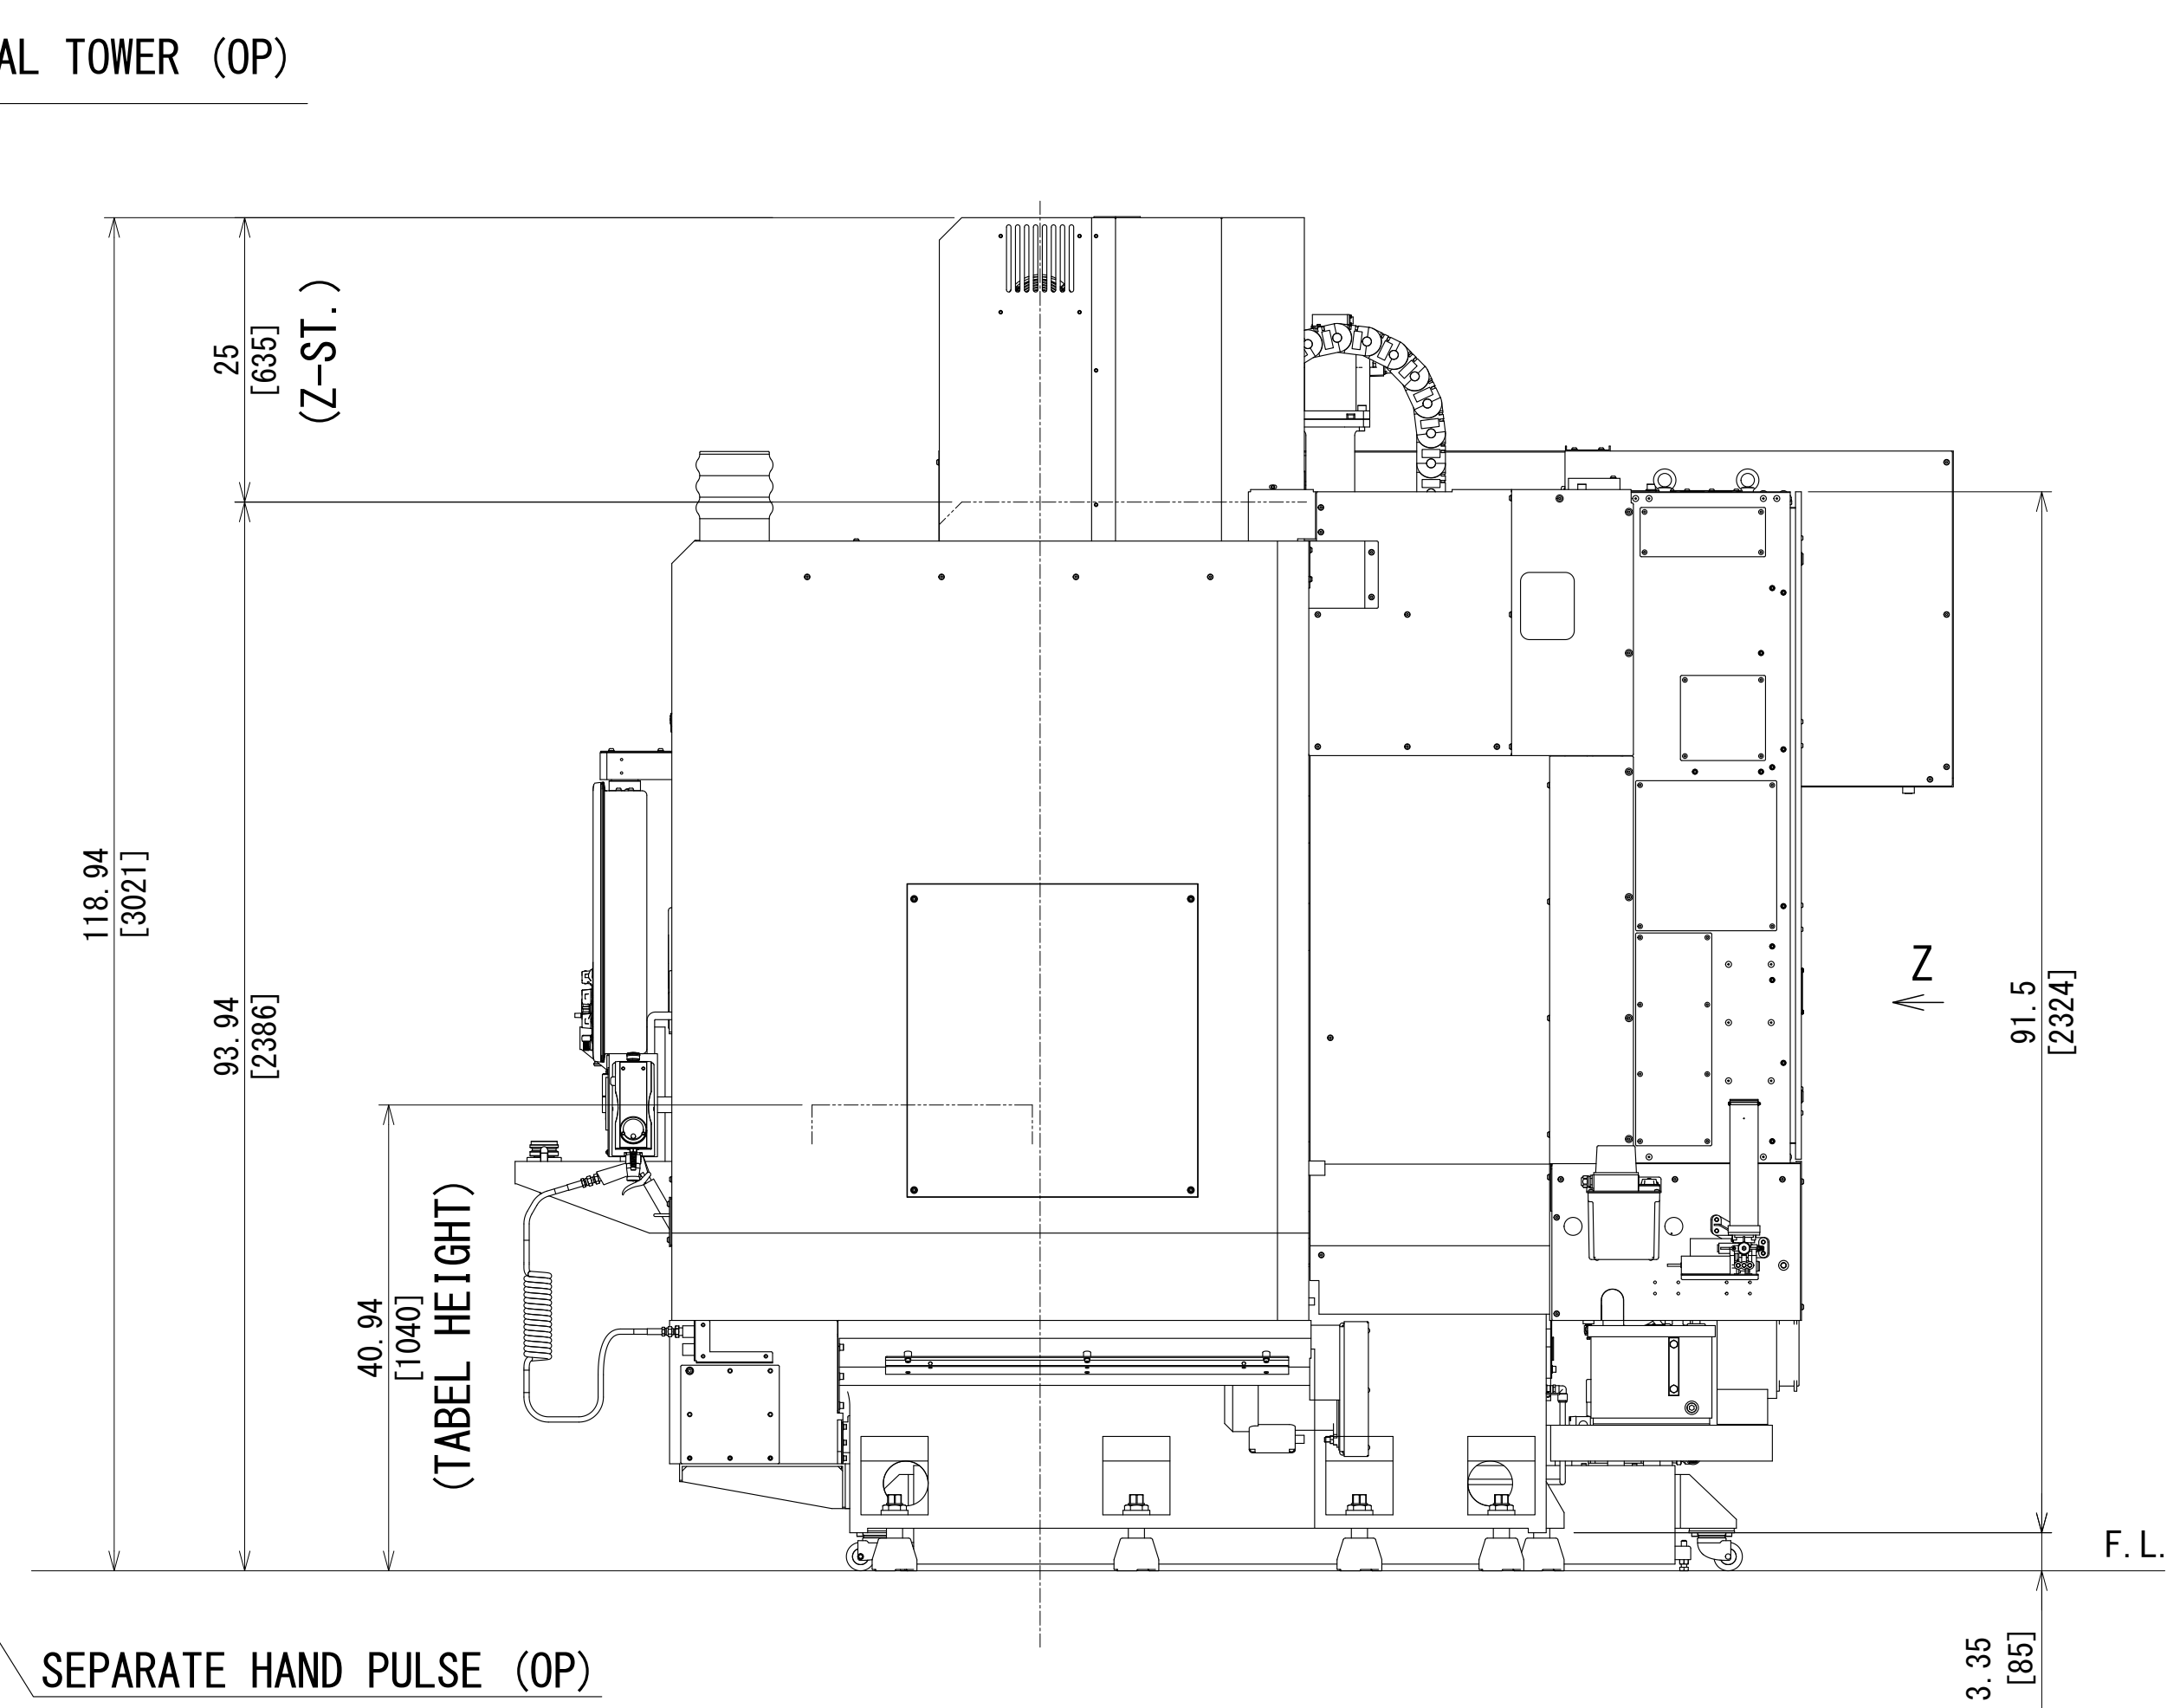 AL TOWER (OP)
25
[635]
(Z-ST.)
118.94
[3021]
93.94
[2386]
Z
91.5
[2324]
40.94
[1040]
(TABEL HEIGHT)
F.L.
SEPARATE HAND PULSE (OP)
3.35
[85]